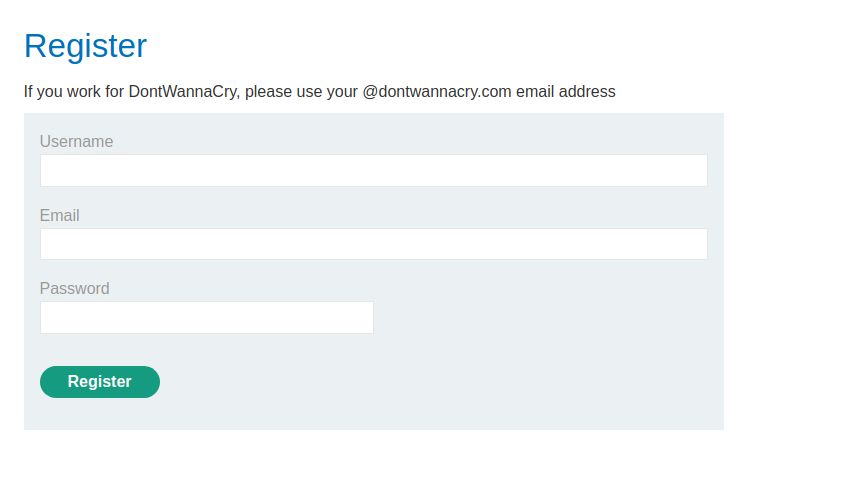 Register
If you work for DontWannaCry, please use your @dontwannacry.com email address
Username
Email
Password
Register